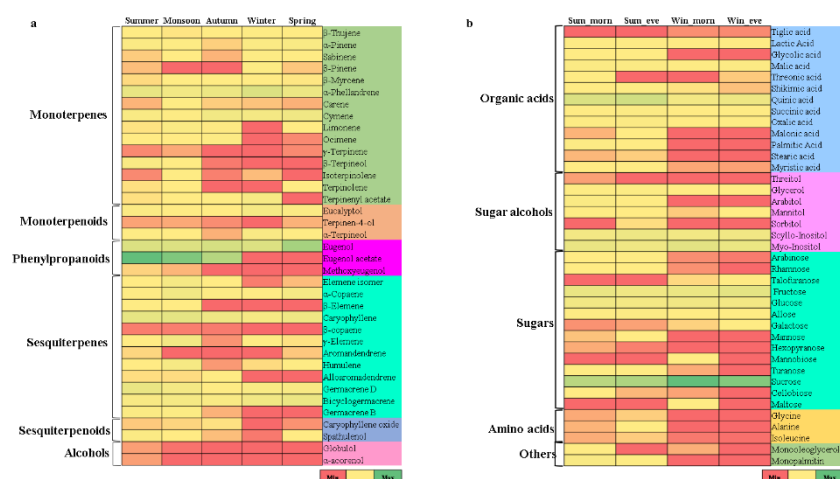 a
Summer Monsoon Autumn Winter Spring
Monoterpenes
β-Thujene
α-Pinene
Sabinene
β-Pinene
β-Myrcene
α-Phellandrene
Carene
Cymene
Limonene
Ocimene
γ-Terpinene
β-Terpineol
Isoterpinolene
Terpinolene
Terpinenyl acetate
Monoterpenoids
Eucalyptol
Terpinen-4-ol
α-Terpineol
Phenylpropanoids
Eugenol
Eugenol acetate
Methoxyeugenol
Sesquiterpenes
Elemene isomer
α-Copaene
β-Elemene
Caryophyllene
β-copaene
γ-Elemene
Aromandendrene
Humulene
Alloaromadendrene
Germacrene D
Bicyclogermacrene
Germacrene B
Sesquiterpenoids
Caryophyllene oxide
Spathulenol
Alcohols
Globulol
α-acorenol
Min Max
b
Sum_morn Sum_eve Win_morn Win_eve
Organic acids
Tiglic acid
Lactic Acid
Glycolic acid
Malic acid
Threonic acid
Shikimic acid
Quinic acid
Succinic acid
Oxalic acid
Malonic acid
Palmitic Acid
Stearic acid
Myristic acid
Sugar alcohols
Threitol
Glycerol
Arabitol
Mannitol
Sorbitol
Scyllo-Inositol
Myo-Inositol
Sugars
Arabinose
Rhamnose
Talofuranose
Fructose
Glucose
Allose
Galactose
Mannose
Hexopyranose
Mannobiose
Turanose
Sucrose
Cellobiose
Maltose
Amino acids
Glycine
Alanine
Isoleucine
Others
Monooleoglycerol
Monopalmitin
Min Max